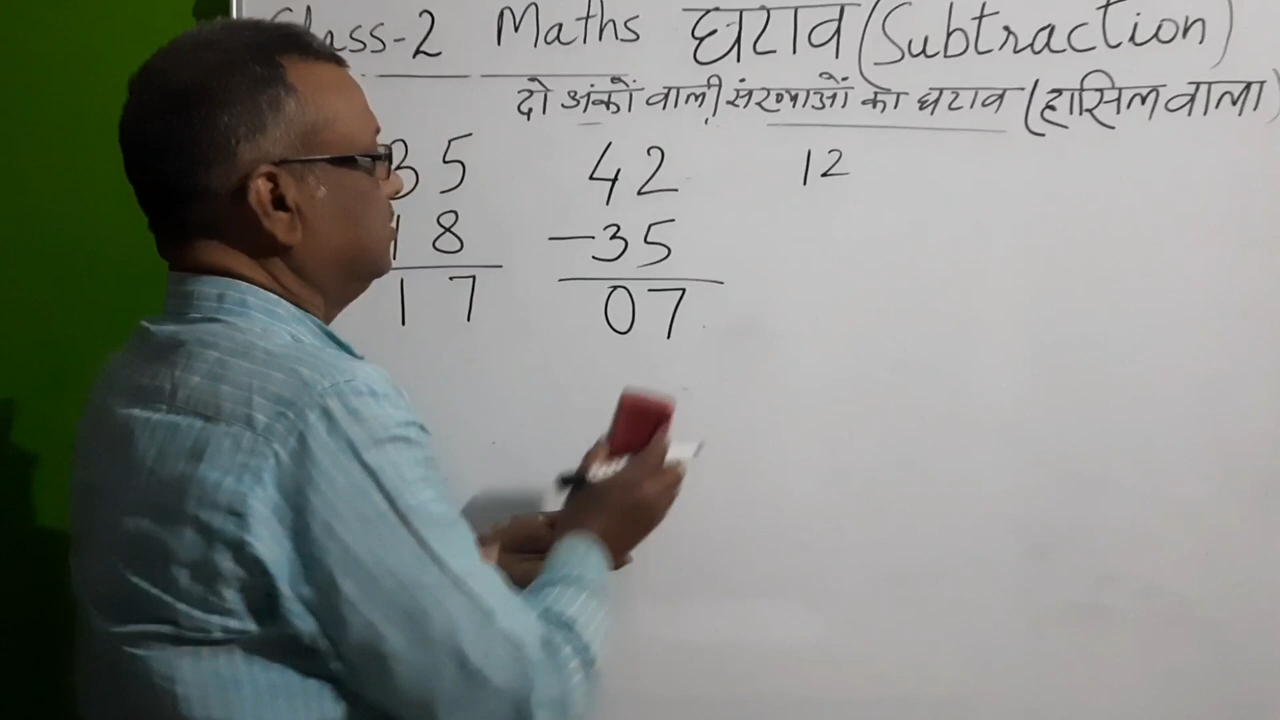 Class-2 Maths घटाव (Subtraction)
दो अंकों वाली संख्याओं का घटाव (हासिल वाला)
35 42 12
18 -35
17 07